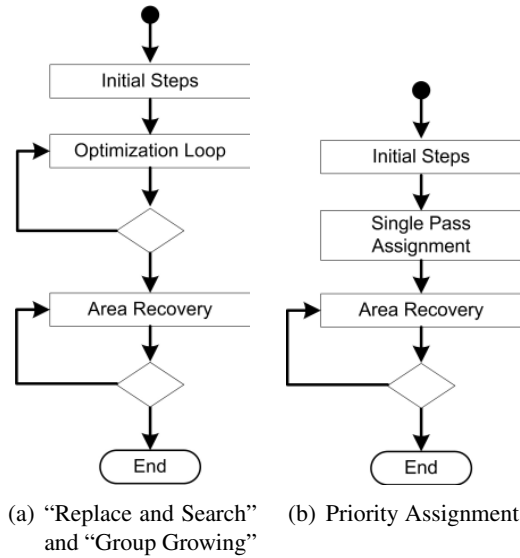 Initial Steps
Optimization Loop
Area Recovery
End
(a) “Replace and Search”
and “Group Growing”
Initial Steps
Single Pass
Assignment
Area Recovery
End
(b) Priority Assignment